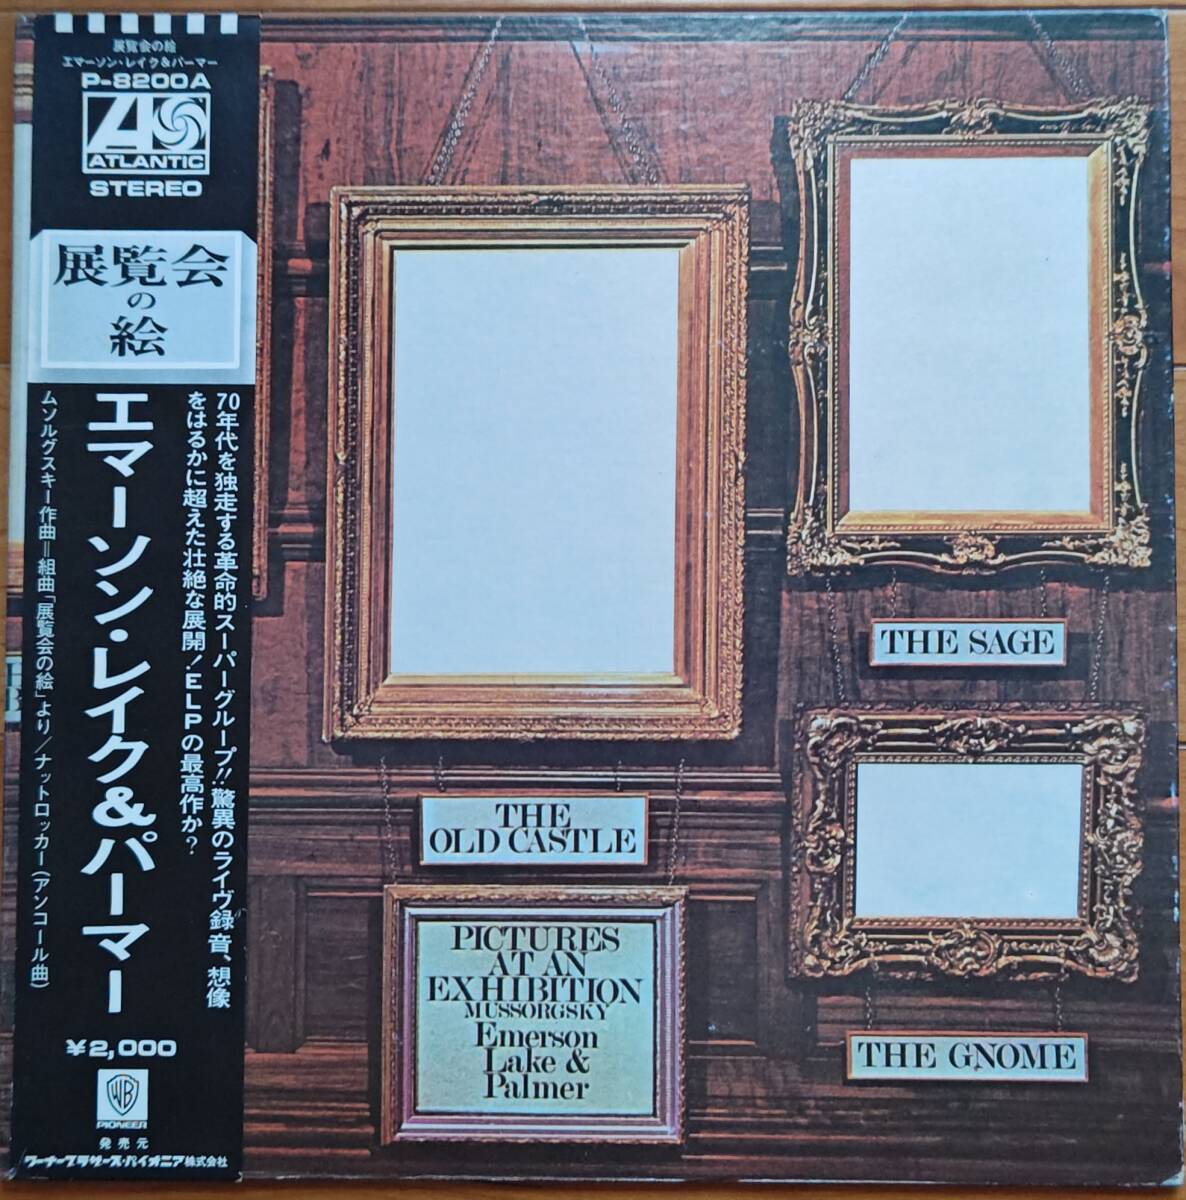 展覧会の絵
エマーソン・レイク&パーマー
P-8200A
ATLANTIC
STEREO
展覧会
の
絵
70年代を独走する革命的スーパーグループ!!驚異のライヴ録音、想像
をはるかに超えた壮絶な展開!ELPの最高作か?
エマーソン・レイク&パーマー
ムソルグスキー作曲=組曲「展覧会の絵」より/ナットロッカー(アンコール曲)
¥2,000
WB
PIONEER
発売元
ワーナーブラザーズ・パイオニア株式会社
THE SAGE
THE
OLD CASTLE
PICTURES
AT AN
EXHIBITION
MUSSORGSKY
Emerson
Lake &
Palmer
THE GNOME